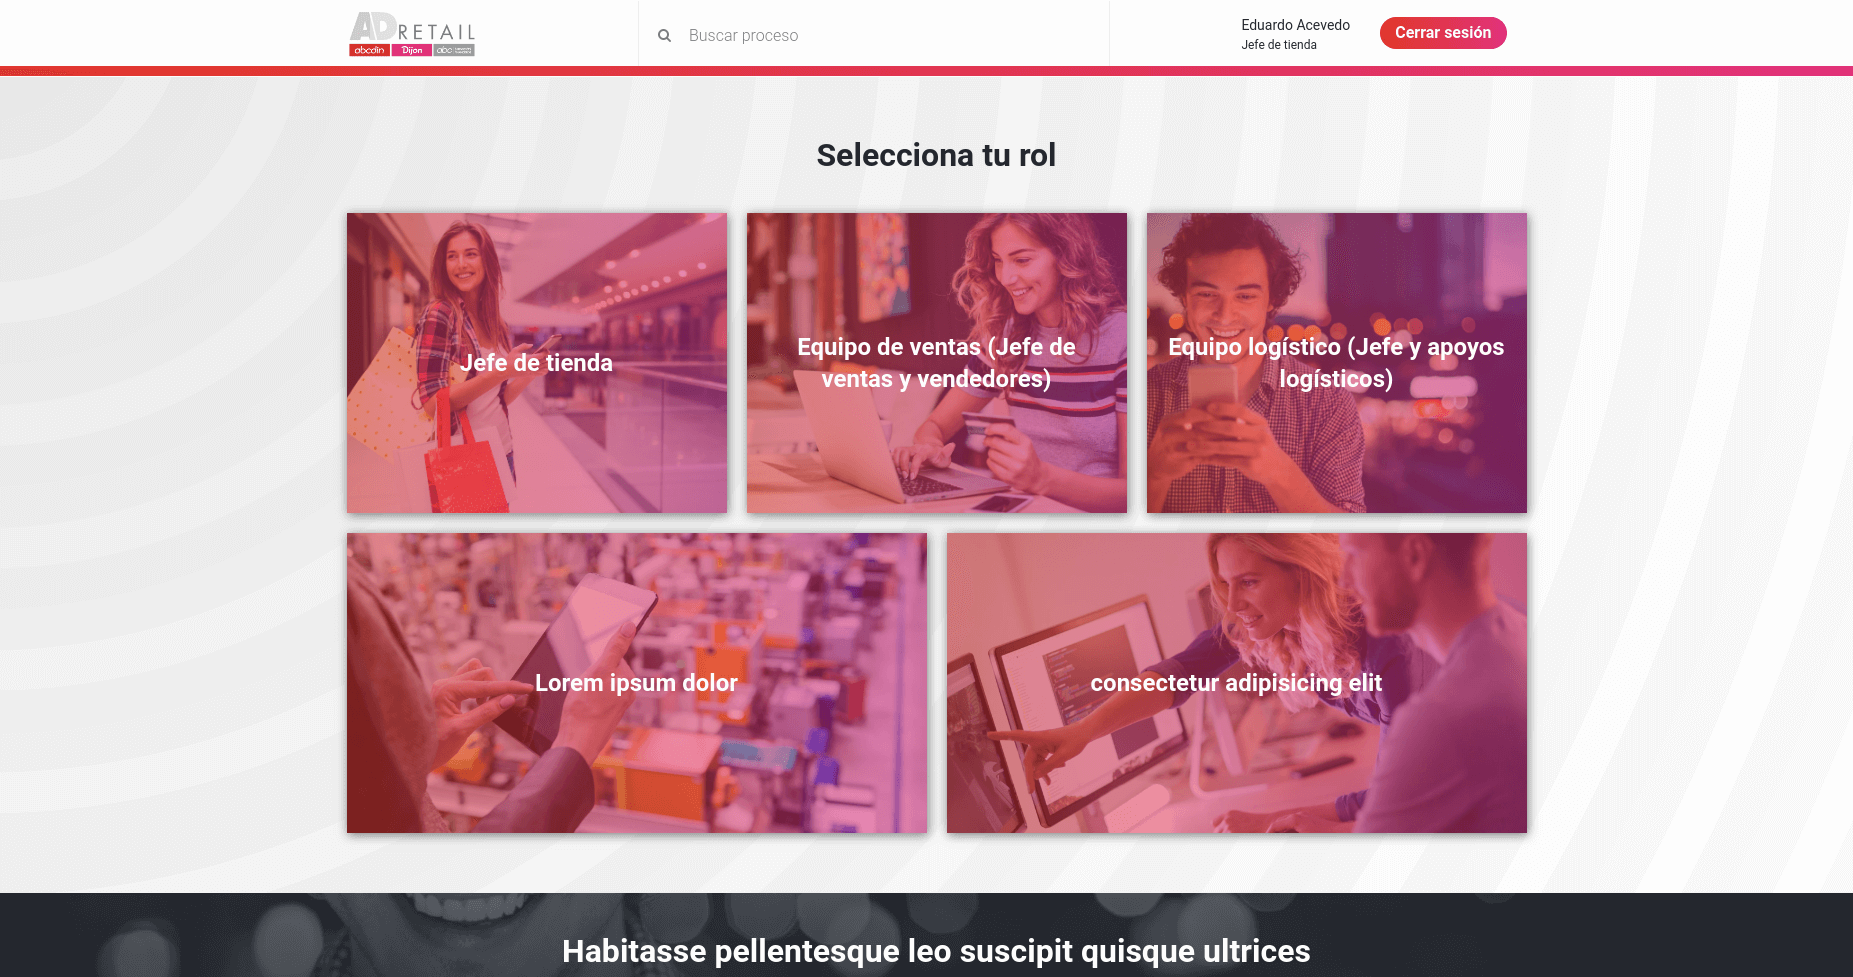 ADRETAIL
abcdin Dijon abc
Buscar proceso
Eduardo Acevedo
Jefe de tienda
Cerrar sesión
Selecciona tu rol
Jefe de tienda
Equipo de ventas (Jefe de
ventas y vendedores)
Equipo logístico (Jefe y apoyos
logísticos)
Lorem ipsum dolor
consectetur adipisicing elit
Habitasse pellentesque leo suscipit quisque ultrices